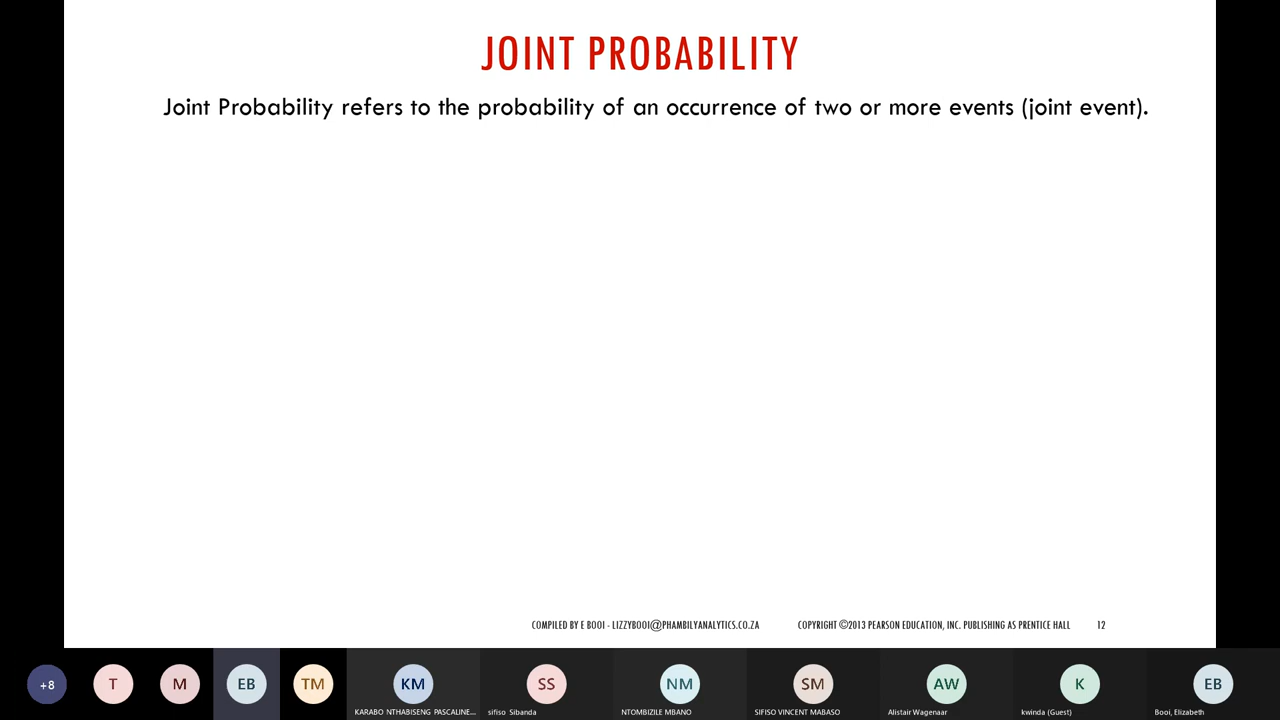 JOINT PROBABILITY
Joint Probability refers to the probability of an occurrence of two or more events (joint event).
COMPILED BY E BOOI - LIZZYBOOI@PHAMBILYANALYTICS.CO.ZA COPYRIGHT ©2013 PEARSON EDUCATION, INC. PUBLISHING AS PRENTICE HALL 12
+8 T M EB TM KM SS NM SM AW K EB
KARABO NTHABISENG PASCALINE... sifiso Sibanda NTOMBIZILE MBANO SIFISO VINCENT MABASO Alistair Wagenaar kwinda (Guest) Booi, Elizabeth